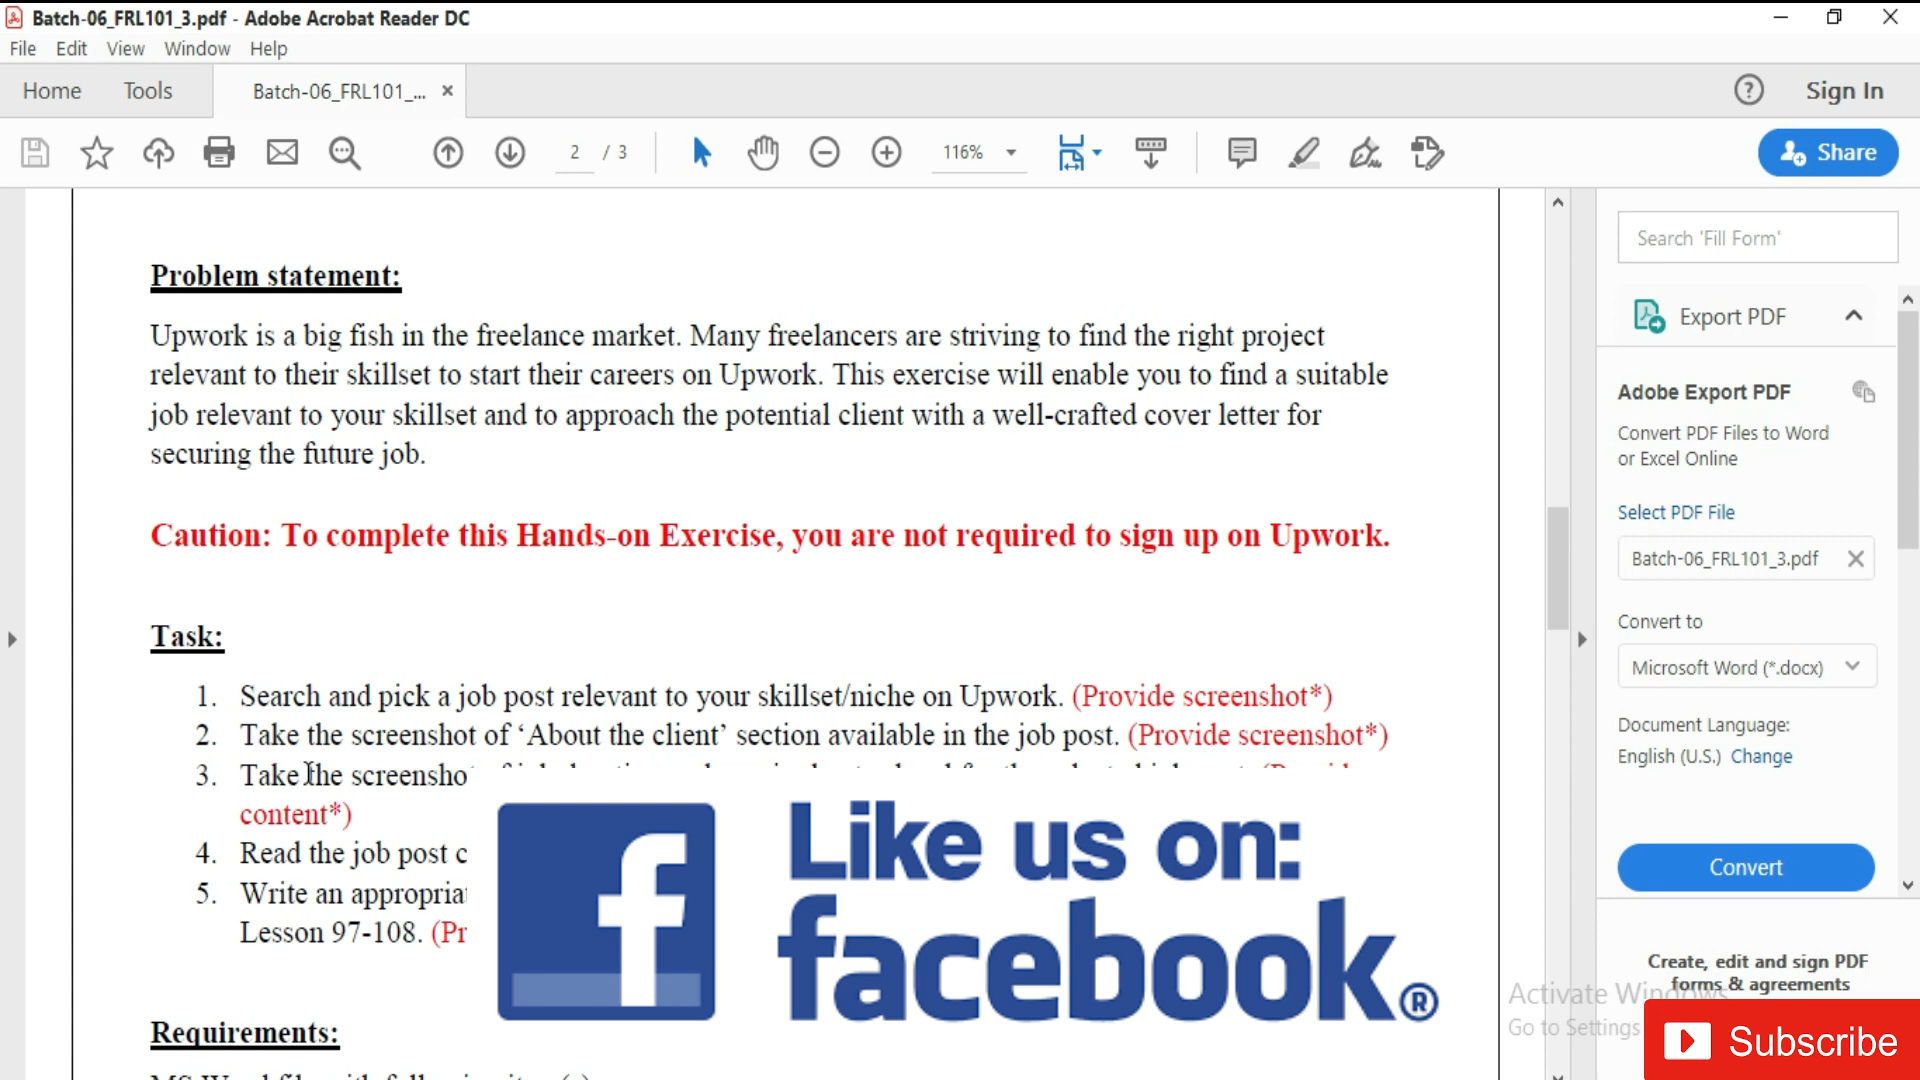 Batch-06_FRL101_3.pdf - Adobe Acrobat Reader DC
File Edit View Window Help
Home Tools Batch-06_FRL101_... × ? Sign In
2 / 3 116% Share
Search 'Fill Form'
Problem statement:
Upwork is a big fish in the freelance market. Many freelancers are striving to find the right project
relevant to their skillset to start their careers on Upwork. This exercise will enable you to find a suitable
job relevant to your skillset and to approach the potential client with a well-crafted cover letter for
securing the future job.
Caution: To complete this Hands-on Exercise, you are not required to sign up on Upwork.
Task:
1. Search and pick a job post relevant to your skillset/niche on Upwork. (Provide screenshot*)
2. Take the screenshot of ‘About the client’ section available in the job post. (Provide screenshot*)
3. Take the screenshot
content*)
4. Read the job post
5. Write an
Lesson 97-108.
Requirements:
Like us on:
facebook®
Export PDF
Adobe Export PDF
Convert PDF Files to Word
or Excel Online
Select PDF File
Batch-06_FRL101_3.pdf
Convert to
Microsoft Word (*.docx)
Document Language:
English (U.S.) Change
Convert
Create, edit and sign PDF
forms & agreements
Activate Windows
Go to Settings
Subscribe